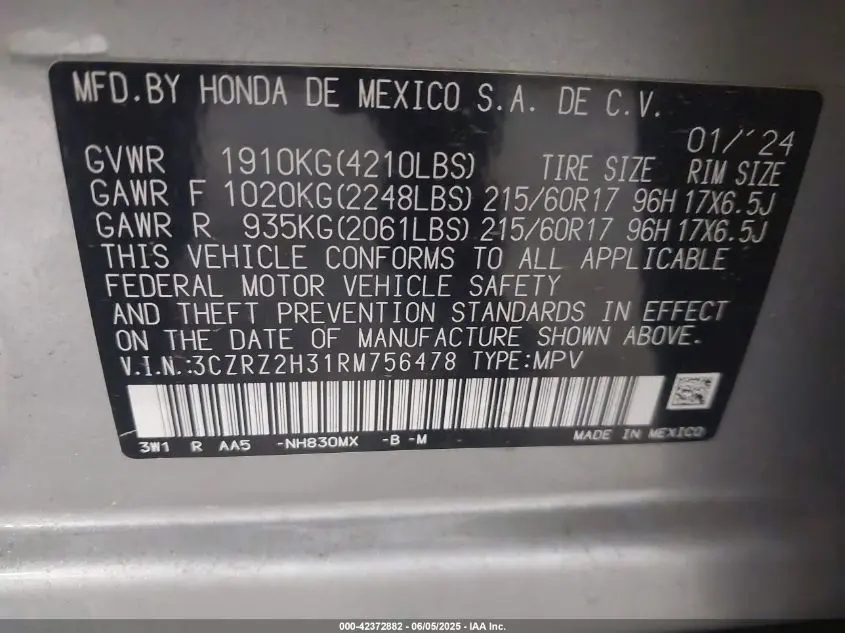 MFD.BY HONDA DE MEXICO S.A. DE C.V.
01/'24
GVWR 1910KG(4210LBS) TIRE SIZE RIM SIZE
GAWR F 1020KG(2248LBS) 215/60R17 96H 17X6.5J
GAWR R 935KG(2061LBS) 215/60R17 96H 17X6.5J
THIS VEHICLE CONFORMS TO ALL APPLICABLE
FEDERAL MOTOR VEHICLE SAFETY
AND THEFT PREVENTION STANDARDS IN EFFECT
ON THE DATE OF MANUFACTURE SHOWN ABOVE.
V.I.N.:3CZRZ2H31RM756478 TYPE:MPV
3W1 R AA5 -NH830MX -B -M -
MADE IN MEXICO
000-42372882 / 06/05/2025 - IAA Inc.